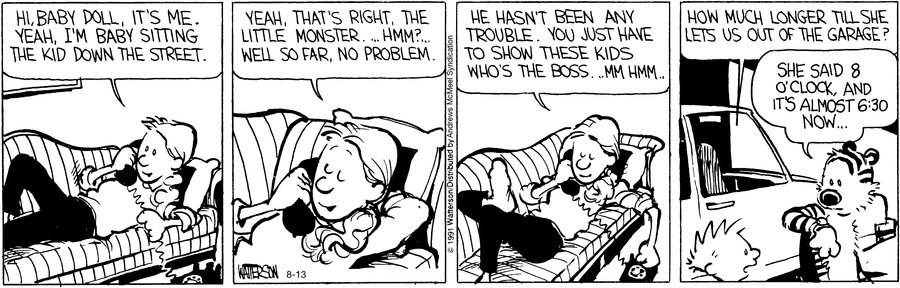 HI, BABY DOLL, IT'S ME.
YEAH, I'M BABY SITTING
THE KID DOWN THE STREET.
YEAH, THAT'S RIGHT, THE
LITTLE MONSTER. ...HMM?...
WELL SO FAR, NO PROBLEM.
WATTERSON 8-13
HE HASN'T BEEN ANY
TROUBLE. YOU JUST HAVE
TO SHOW THESE KIDS
WHO'S THE BOSS. ..MM HMM..
© 1991 Watterson/Distributed by Andrews McMeel Syndication
HOW MUCH LONGER TILL SHE
LETS US OUT OF THE GARAGE?
SHE SAID 8
O'CLOCK, AND
IT'S ALMOST 6:30
NOW...